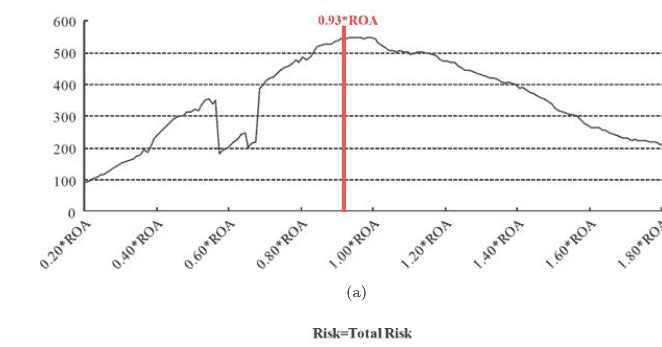 0.93*ROA
600
500
400
300
200
100
0
0.20*ROA
0.40*ROA
0.60*ROA
0.80*ROA
1.00*ROA
1.20*ROA
1.40*ROA
1.60*ROA
1.80*ROA
(a)
Risk=Total Risk